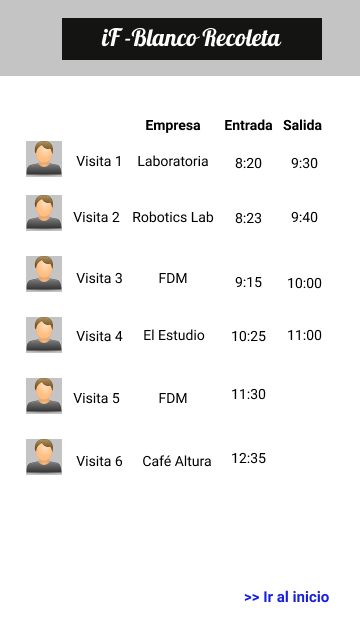 iF -Blanco Recoleta
Empresa Entrada Salida
Visita 1 Laboratoria 8:20 9:30
Visita 2 Robotics Lab 8:23 9:40
Visita 3 FDM 9:15 10:00
Visita 4 El Estudio 10:25 11:00
Visita 5 FDM 11:30
Visita 6 Café Altura 12:35
>> Ir al inicio